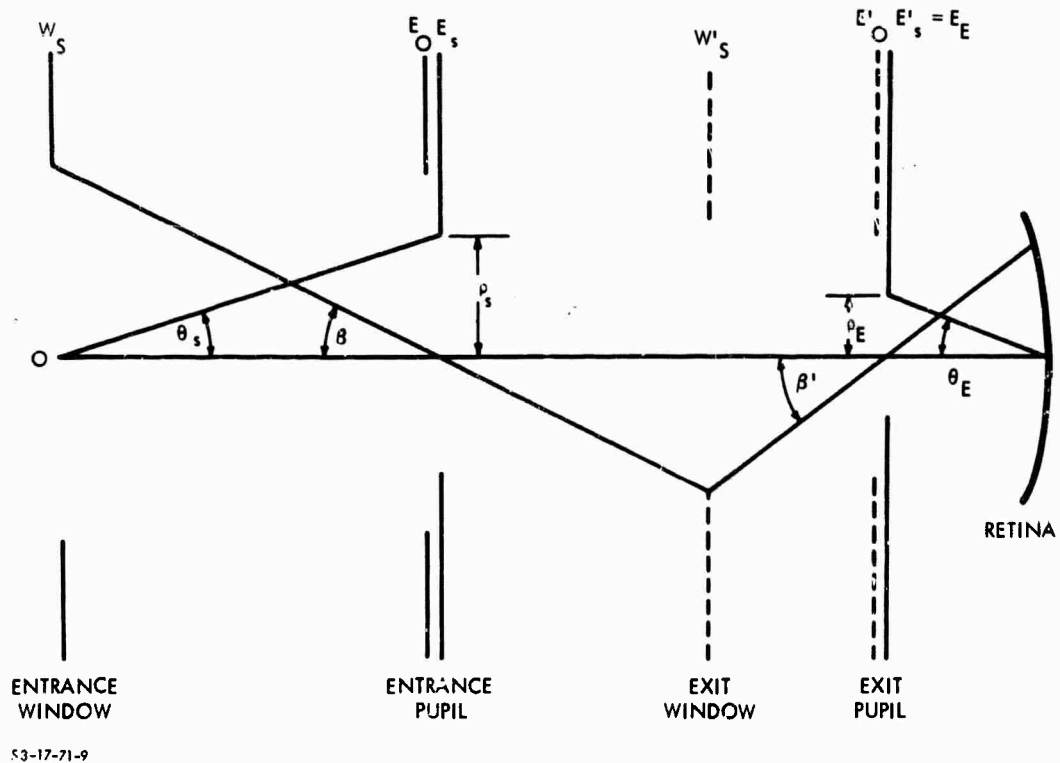 W_S
E_O E_s
W'_S
E'_O E'_s = E_E
ρ_s
ρ_E
θ_s
β
O
β'
θ_E
RETINA
ENTRANCE
WINDOW
ENTRANCE
PUPIL
EXIT
WINDOW
EXIT
PUPIL
S3-17-71-9